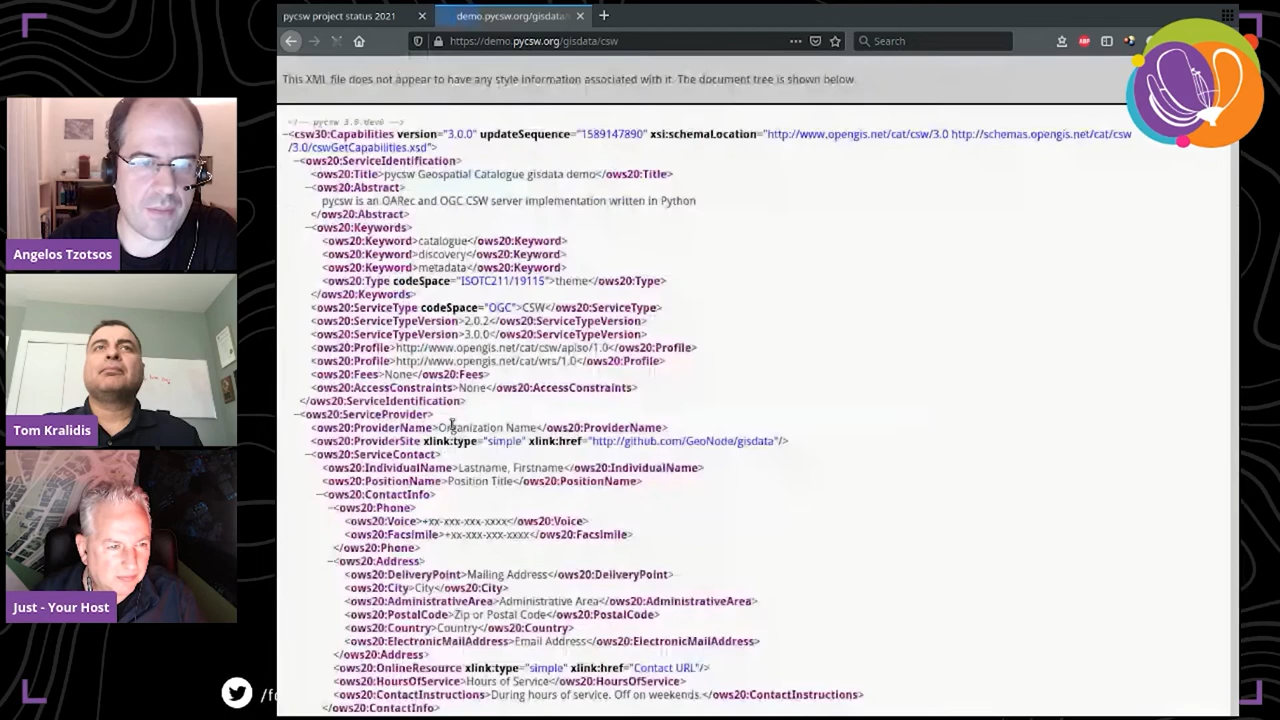 pycsw project status 2021
demo.pycsw.org/gisdata/
https://demo.pycsw.org/gisdata/csw
Search
ABP
This XML file does not appear to have any style information associated with it. The document tree is shown below.
<!-- pycsw 3.0.dev0 -->
−<csw30:Capabilities version="3.0.0" updateSequence="1589147890" xsi:schemaLocation="http://www.opengis.net/cat/csw/3.0 http://schemas.opengis.net/cat/csw
/3.0/cswGetCapabilities.xsd">
−<ows20:ServiceIdentification>
<ows20:Title>pycsw Geospatial Catalogue gisdata demo</ows20:Title>
−<ows20:Abstract>
pycsw is an OARec and OGC CSW server implementation written in Python
</ows20:Abstract>
−<ows20:Keywords>
<ows20:Keyword>catalogue</ows20:Keyword>
<ows20:Keyword>discovery</ows20:Keyword>
<ows20:Keyword>metadata</ows20:Keyword>
<ows20:Type codeSpace="ISOTC211/19115">theme</ows20:Type>
</ows20:Keywords>
<ows20:ServiceType codeSpace="OGC">CSW</ows20:ServiceType>
<ows20:ServiceTypeVersion>2.0.2</ows20:ServiceTypeVersion>
<ows20:ServiceTypeVersion>3.0.0</ows20:ServiceTypeVersion>
<ows20:Profile>http://www.opengis.net/cat/csw/apiso/1.0</ows20:Profile>
<ows20:Profile>http://www.opengis.net/cat/wrs/1.0</ows20:Profile>
<ows20:Fees>None</ows20:Fees>
<ows20:AccessConstraints>None</ows20:AccessConstraints>
</ows20:ServiceIdentification>
−<ows20:ServiceProvider>
<ows20:ProviderName>Organization Name</ows20:ProviderName>
<ows20:ProviderSite xlink:type="simple" xlink:href="http://github.com/GeoNode/gisdata"/>
−<ows20:ServiceContact>
<ows20:IndividualName>Lastname, Firstname</ows20:IndividualName>
<ows20:PositionName>Position Title</ows20:PositionName>
−<ows20:ContactInfo>
−<ows20:Phone>
<ows20:Voice>+xx-xxx-xxx-xxxx</ows20:Voice>
<ows20:Facsimile>+xx-xxx-xxx-xxxx</ows20:Facsimile>
</ows20:Phone>
−<ows20:Address>
<ows20:DeliveryPoint>Mailing Address</ows20:DeliveryPoint>
<ows20:City>City</ows20:City>
<ows20:AdministrativeArea>Administrative Area</ows20:AdministrativeArea>
<ows20:PostalCode>Zip or Postal Code</ows20:PostalCode>
<ows20:Country>Country</ows20:Country>
<ows20:ElectronicMailAddress>Email Address</ows20:ElectronicMailAddress>
</ows20:Address>
<ows20:OnlineResource xlink:type="simple" xlink:href="Contact URL"/>
<ows20:HoursOfService>Hours of Service</ows20:HoursOfService>
<ows20:ContactInstructions>During hours of service. Off on weekends.</ows20:ContactInstructions>
</ows20:ContactInfo>
Angelos Tzotsos
Tom Kralidis
Just - Your Host